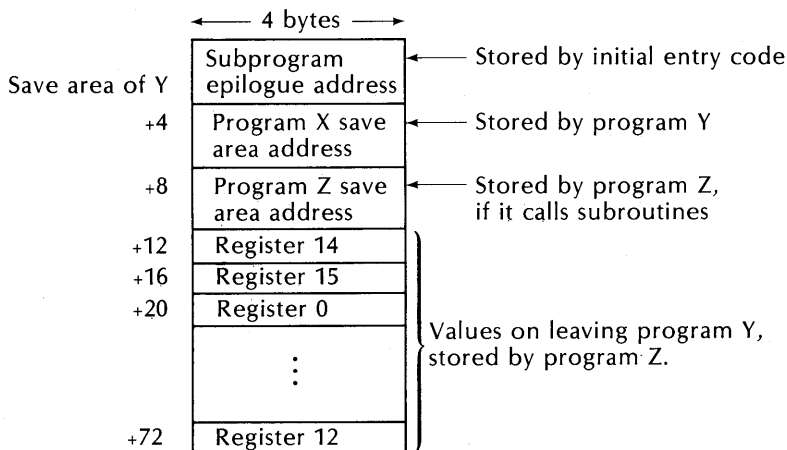 4 bytes
Subprogram
epilogue address
Stored by initial entry code
Save area of Y
+4
Program X save
area address
Stored by program Y
+8
Program Z save
area address
Stored by program Z,
if it calls subroutines
+12
Register 14
+16
Register 15
+20
Register 0
Values on leaving program Y,
stored by program Z.
+72
Register 12